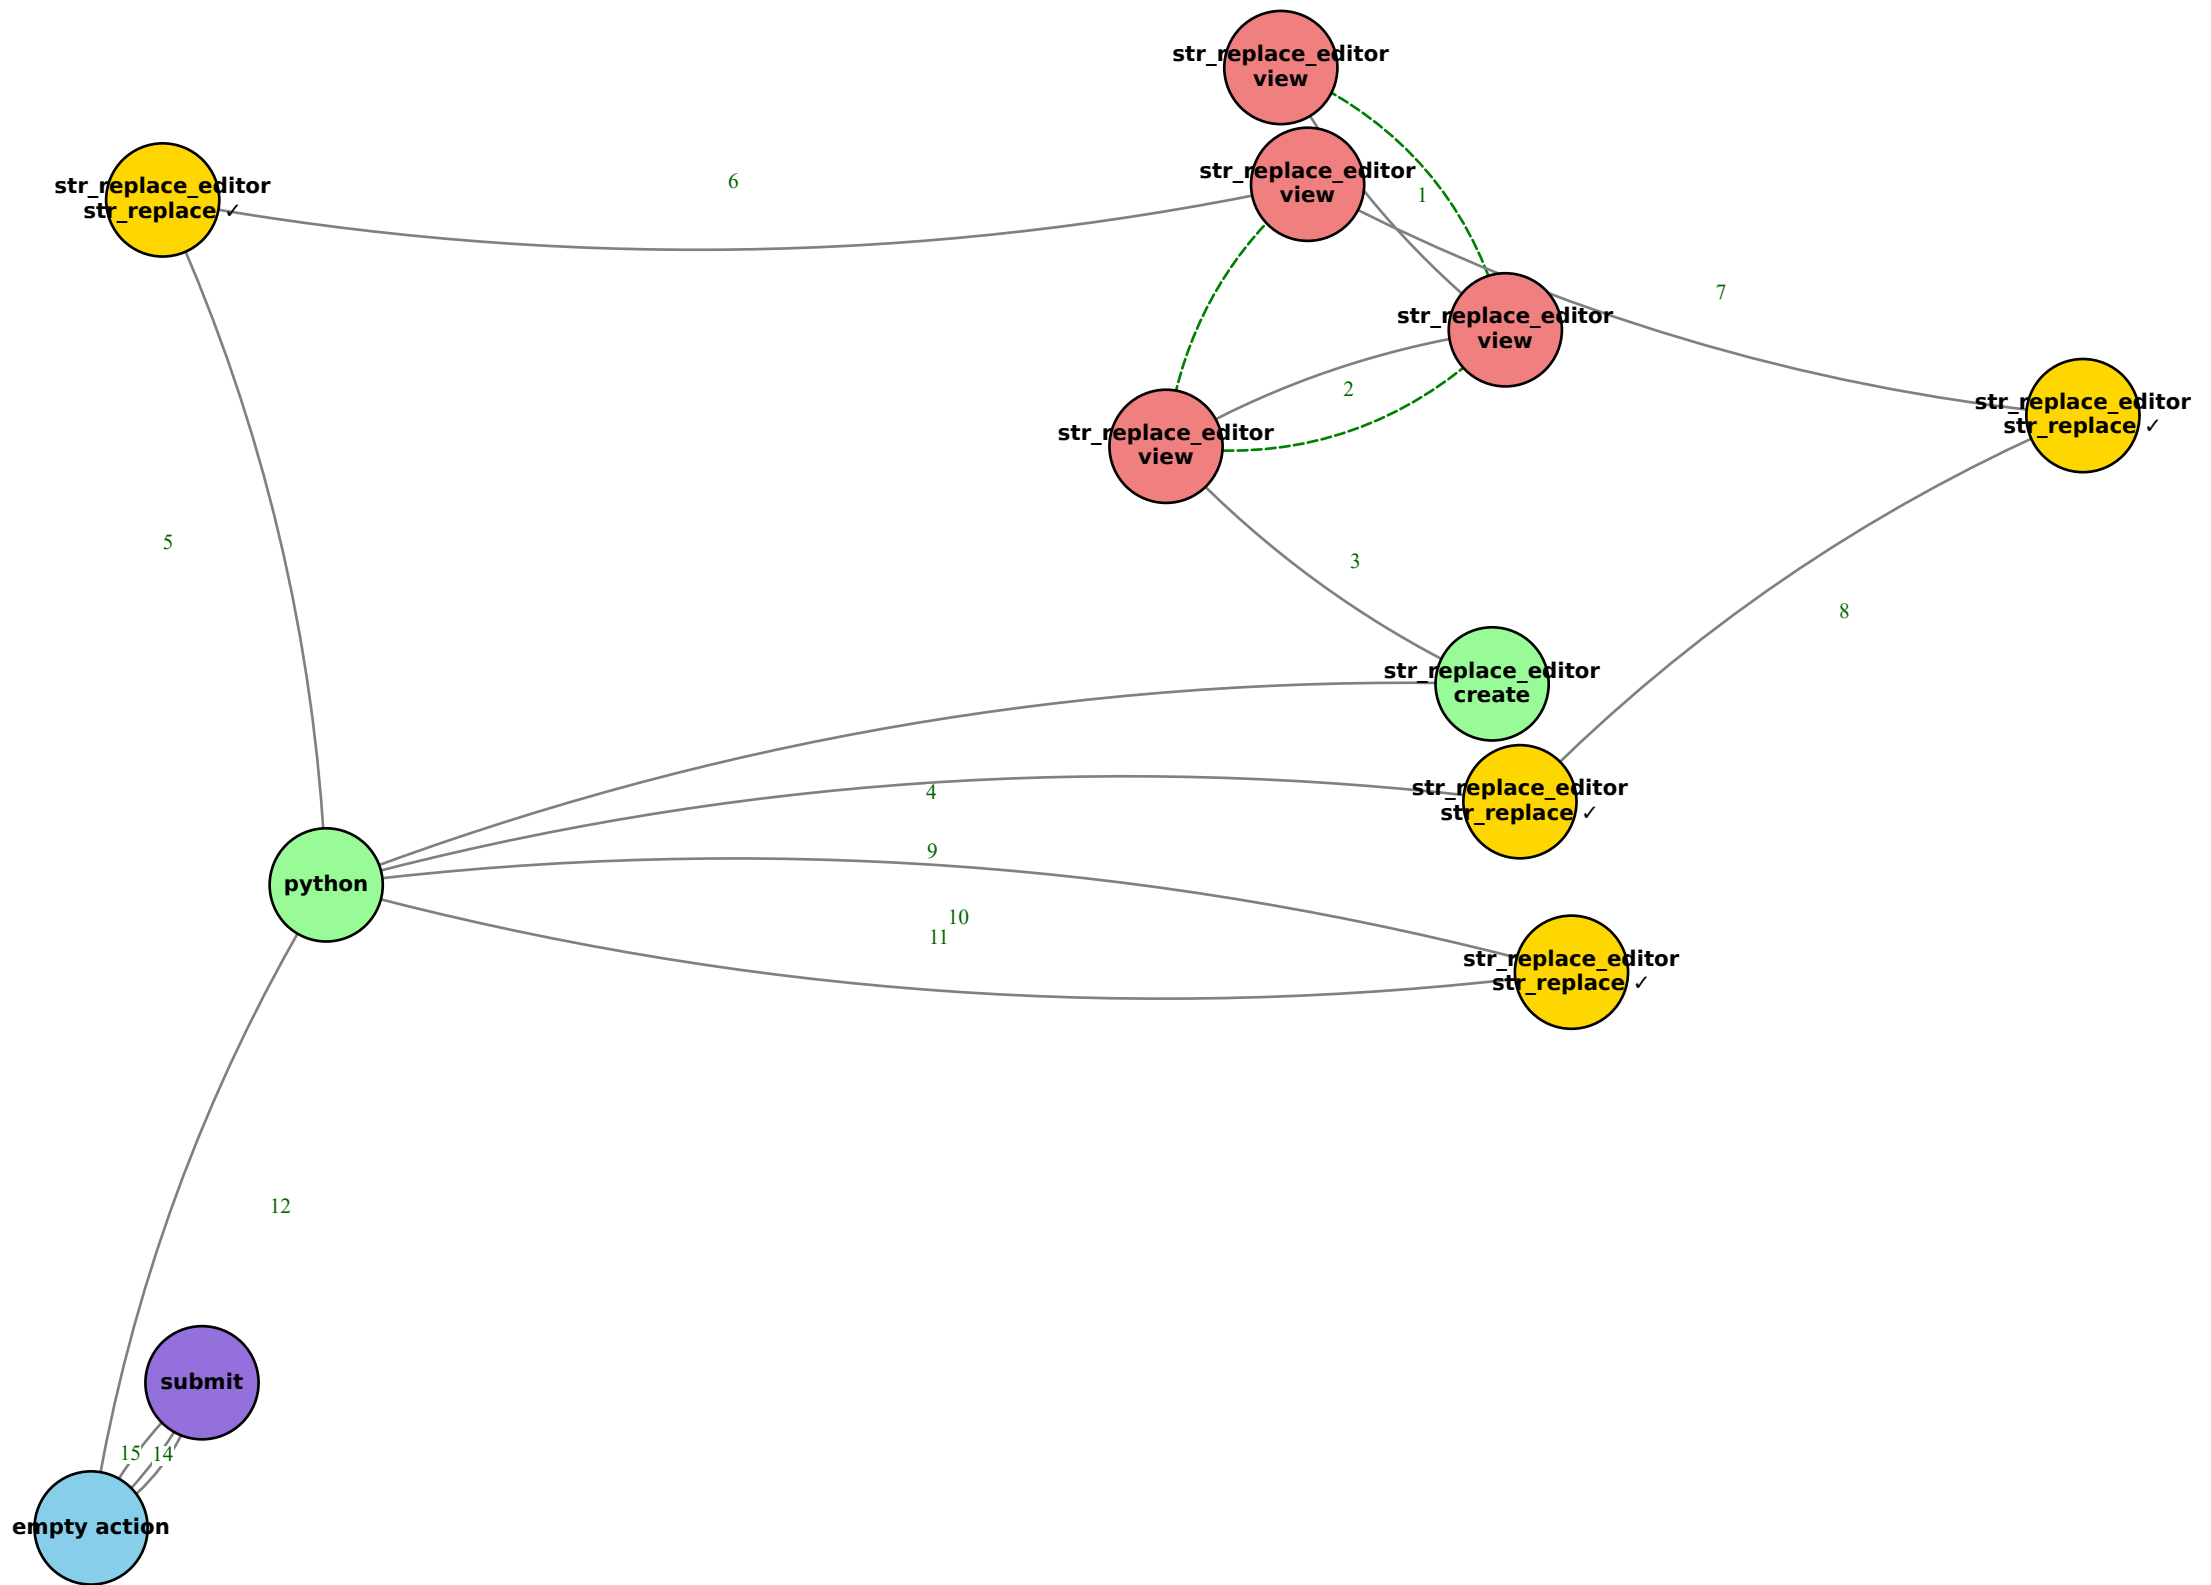 str_replace_editor
view
str_replace_editor
view
1
6
str_replace_editor
str_replace ✓
7
str_replace_editor
view
2
str_replace_editor
view
str_replace_editor
str_replace ✓
5
3
8
str_replace_editor
create
4
str_replace_editor
str_replace ✓
9
python
10
11
str_replace_editor
str_replace ✓
12
submit
15
14
empty action